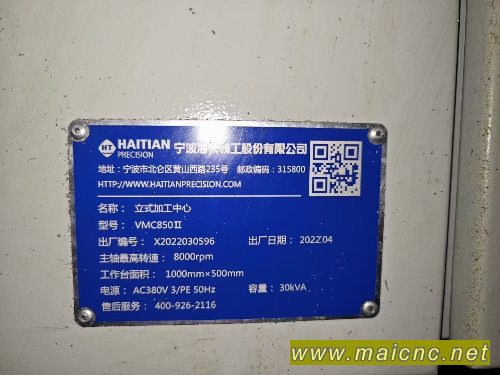 HT HAITIAN PRECISION 宁波海天精工股份有限公司
地址：宁波市北仑区黄山西路235号 邮政编码：315800
HTTP://WWW.HAITIANPRECISION.COM
名称：立式加工中心
型号：VMC850II
出厂编号：X2022030596 出厂日期：2022.04
主轴最高转速：8000rpm
工作台面积：1000mm×500mm
电源：AC380V 3/PE 50Hz 容量：30kVA
售后服务：400-926-2116
www.maicnc.net